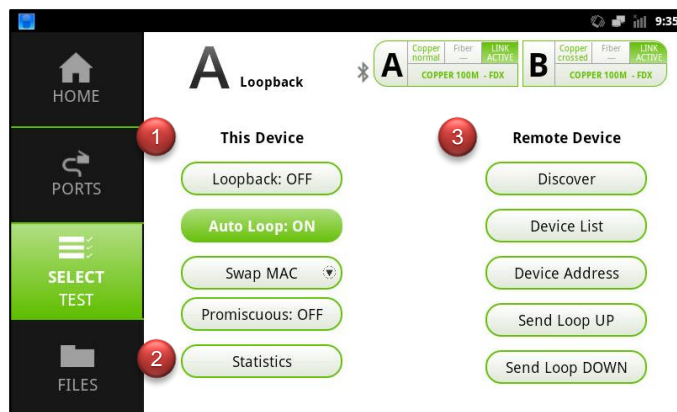 9:35
HOME
PORTS
SELECT
TEST
FILES
A Loopback
A
Copper normal
Fiber —
LINK ACTIVE
COPPER 100M - FDX
B
Copper crossed
Fiber —
LINK ACTIVE
COPPER 100M - FDX
1
This Device
Loopback: OFF
Auto Loop: ON
Swap MAC
Promiscuous: OFF
2
Statistics
3
Remote Device
Discover
Device List
Device Address
Send Loop UP
Send Loop DOWN